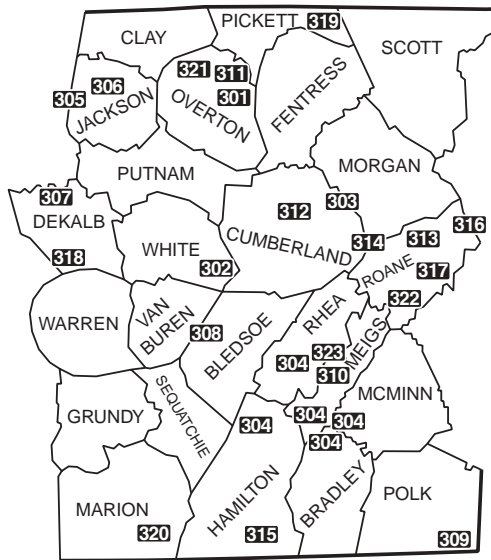 PICKETT 319
CLAY
SCOTT
321 311
306
301
305
JACKSON
OVERTON
FENTRESS
MORGAN
PUTNAM
307
303
312
DEKALB
316
313
314
WHITE
CUMBERLAND
318
302
ROANE
317
322
WARREN
VAN
BUREN
308
BLEDSOE
RHEA
MEIGS
323
304
310
SEQUATCHIE
MCMINN
GRUNDY
304
304
304
304
HAMILTON
BRADLEY
POLK
MARION
320
315
309